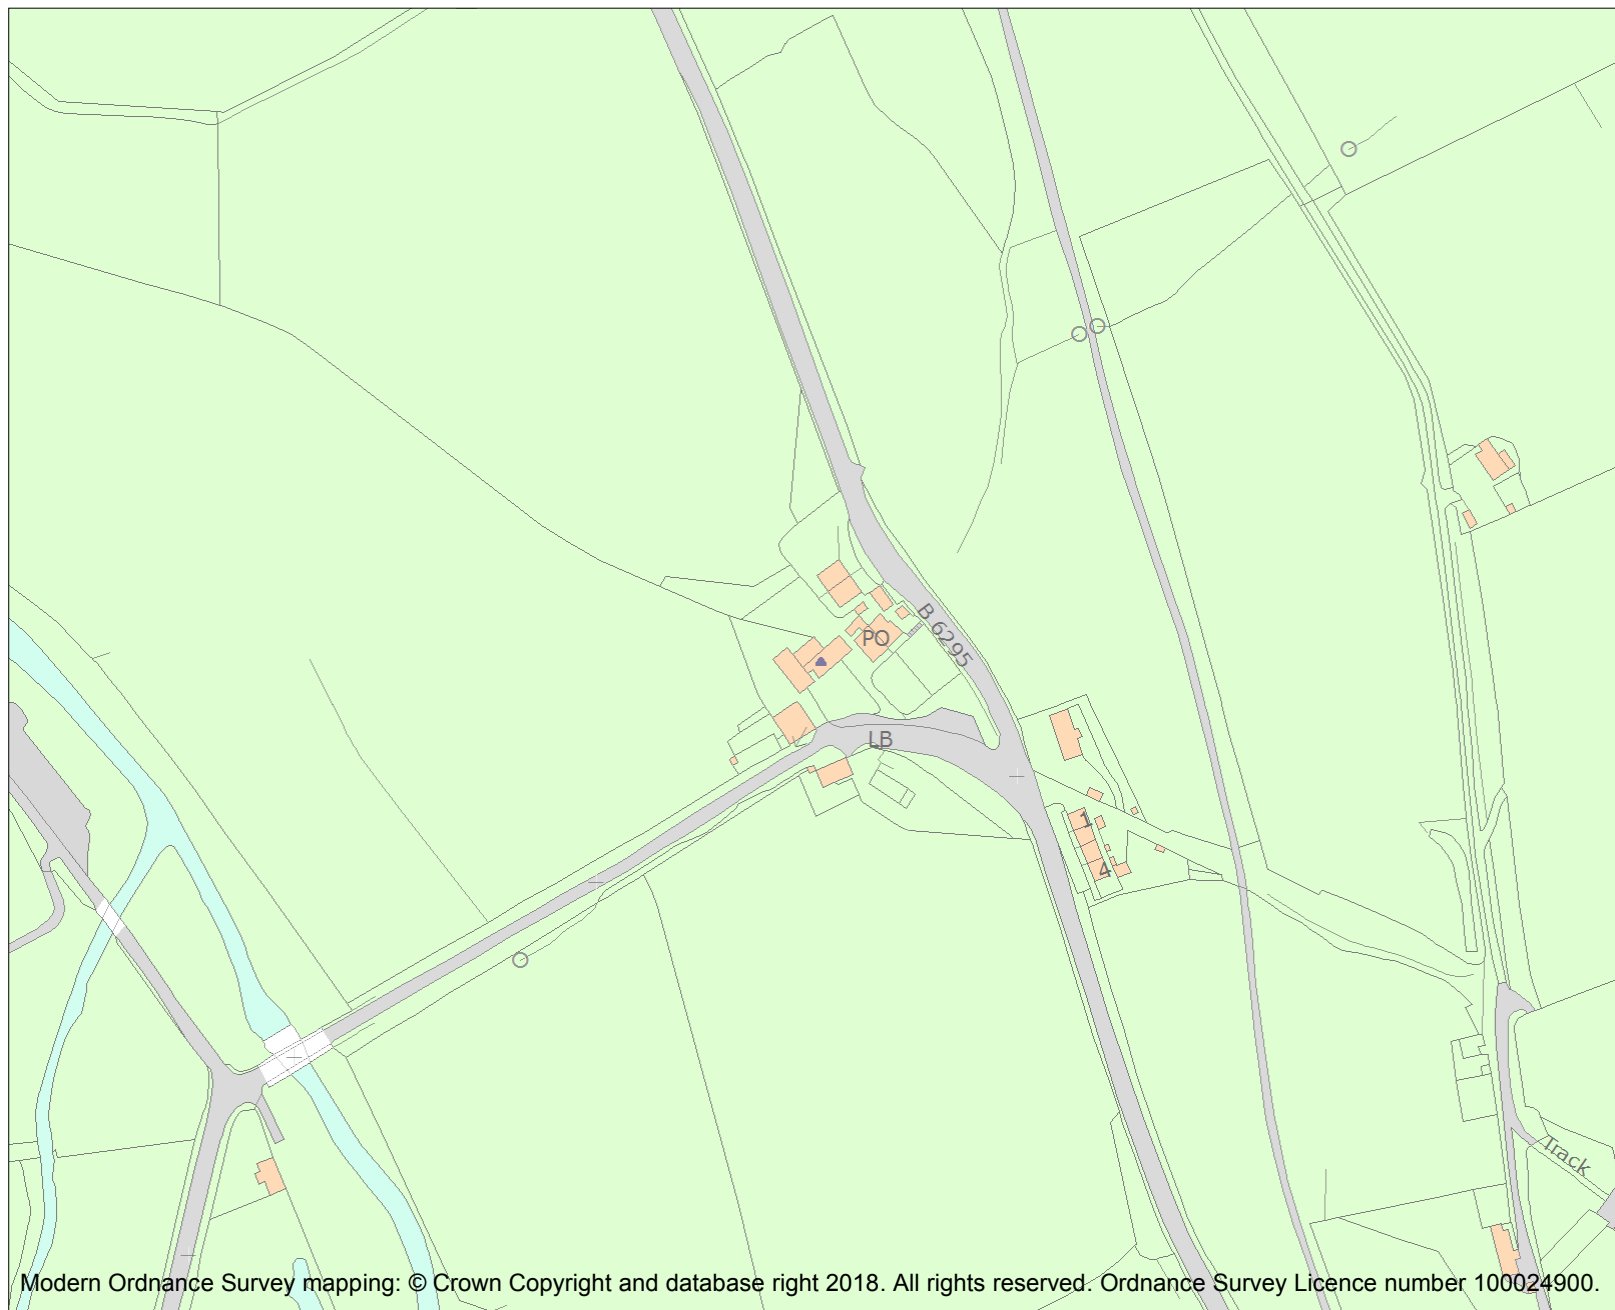 B 6295
PO
LB
1
4
Track
Modern Ordnance Survey mapping: © Crown Copyright and database right 2018. All rights reserved. Ordnance Survey Licence number 100024900.